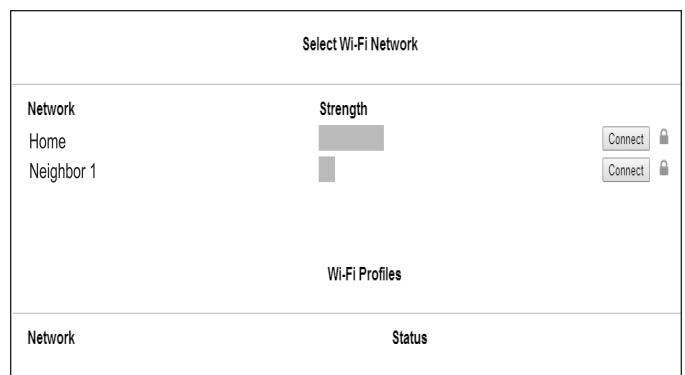 Select Wi-Fi Network
Network Strength
Home Connect
Neighbor 1 Connect
Wi-Fi Profiles
Network Status